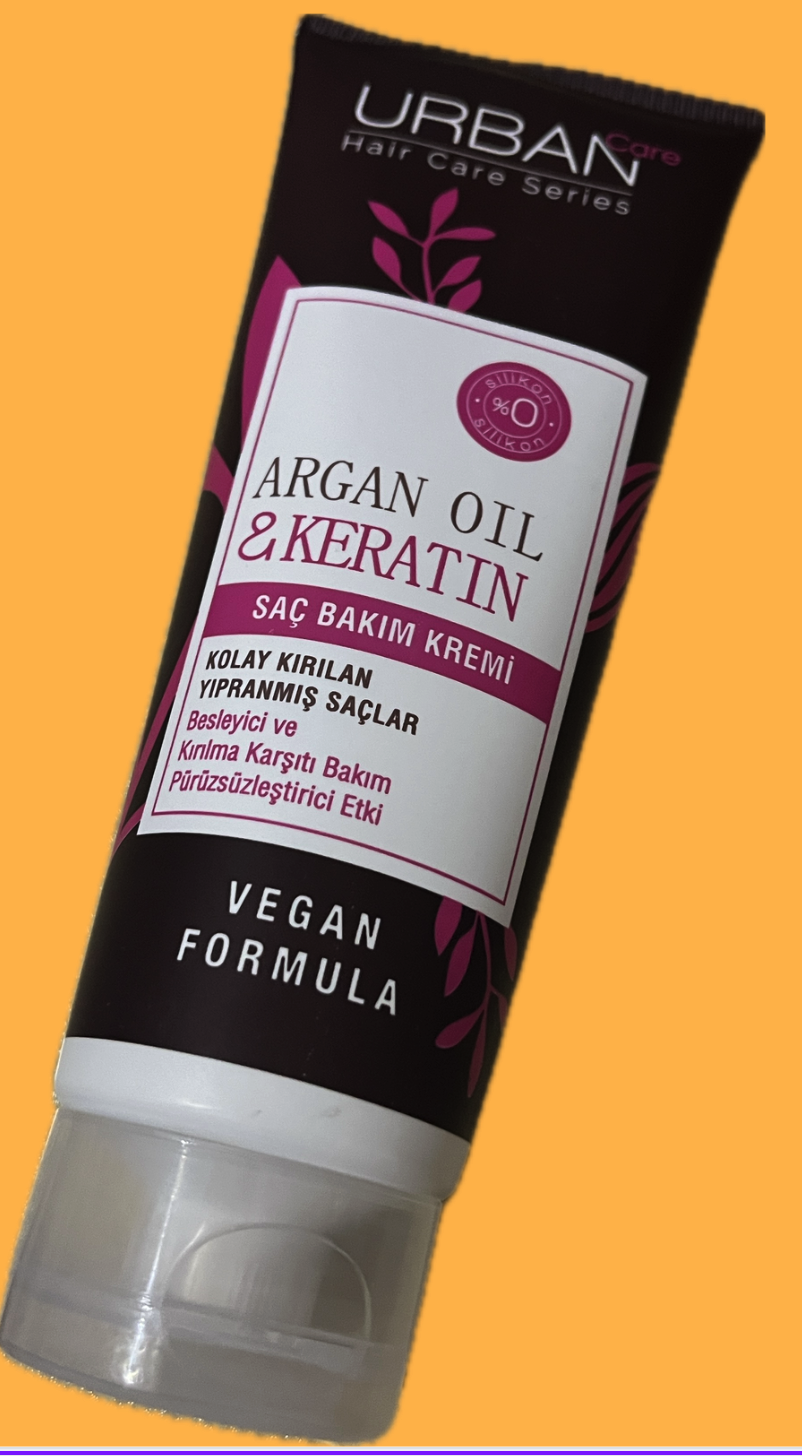 URBAN Care
Hair Care Series
silikon
%0
silikon
ARGAN OIL
& KERATIN
SAÇ BAKIM KREMİ
KOLAY KIRILAN
YIPRANMIŞ SAÇLAR
Besleyici ve
Kırılma Karşıtı Bakım
Pürüzsüzleştirici Etki
VEGAN
FORMULA